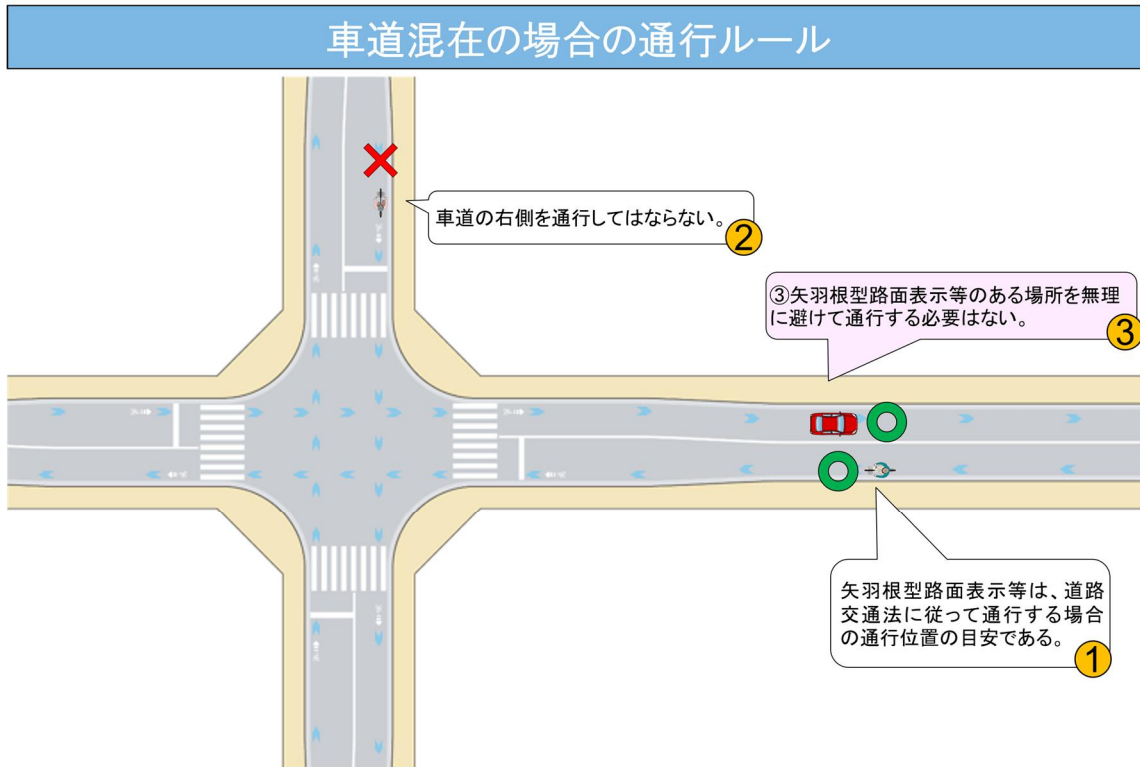 車道混在の場合の通行ルール
車道の右側を通行してはならない。
②
③矢羽根型路面表示等のある場所を無理
に避けて通行する必要はない。
③
矢羽根型路面表示等は、道路
交通法に従って通行する場合
の通行位置の目安である。
①